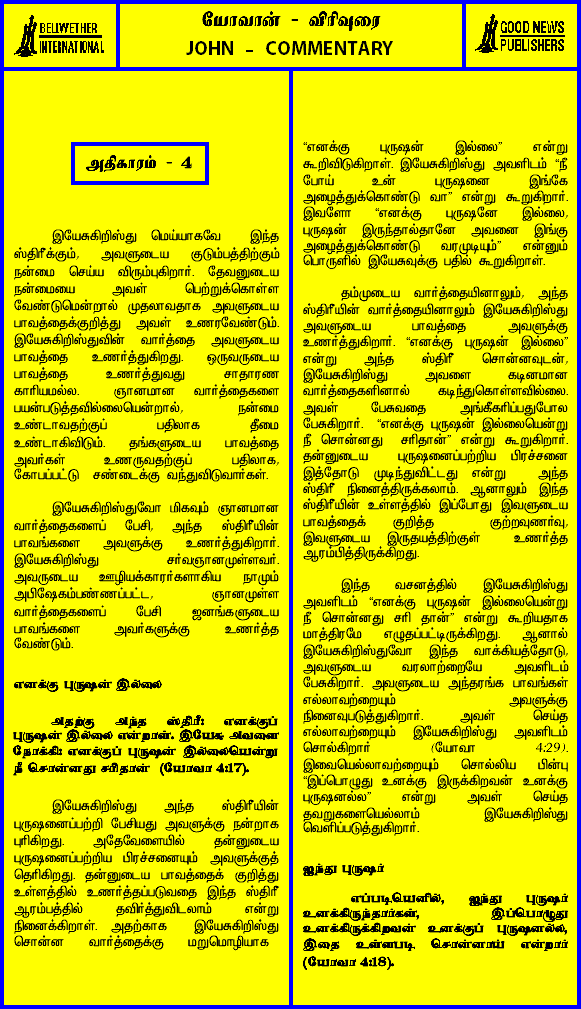 BELWETHER
INTERNATIONAL
யோவான் - விரிவுரை
JOHN - COMMENTARY
GOOD NEWS
PUBLISHERS
அதிகாரம் - 4
இயேசுகிறிஸ்து மெய்யாகவே இந்த
ஸ்திரீக்கும், அவளுடைய குடும்பத்திற்கும்
நன்மை செய்ய விரும்புகிறார். தேவனுடைய
நன்மையை அவள் பெற்றுக்கொள்ள
வேண்டுமென்றால் முதலாவதாக அவளுடைய
பாவத்தைக்குறித்து அவள் உணரவேண்டும்.
இயேசுகிறிஸ்துவின் வார்த்தை அவளுடைய
பாவத்தை உணர்த்துகிறது. ஒருவருடைய
பாவத்தை உணர்த்துவது சாதாரண
காரியமல்ல. ஞானமான வார்த்தைகளை
பயன்படுத்தவில்லையென்றால், நன்மை
உண்டாவதற்குப் பதிலாக தீமை
உண்டாகிவிடும். தங்களுடைய பாவத்தை
அவர்கள் உணருவதற்குப் பதிலாக,
கோபப்பட்டு சண்டைக்கு வந்துவிடுவார்கள்.
இயேசுகிறிஸ்துவோ மிகவும் ஞானமான
வார்த்தைகளைப் பேசி, அந்த ஸ்திரீயின்
பாவங்களை அவளுக்கு உணர்த்துகிறார்.
இயேசுகிறிஸ்து சர்வஞானமுள்ளவர்.
அவருடைய ஊழியக்காரர்களாகிய நாமும்
அபிஷேகம்பண்ணப்பட்ட, ஞானமுள்ள
வார்த்தைகளைப் பேசி ஜனங்களுடைய
பாவங்களை அவர்களுக்கு உணர்த்த
வேண்டும்.
எனக்கு புருஷன் இல்லை
அதற்கு அந்த ஸ்திரீ: எனக்குப்
புருஷன் இல்லை என்றாள். இயேசு அவளை
நோக்கி: எனக்குப் புருஷன் இல்லையென்று
நீ சொன்னது சரிதான் (யோவா 4:17).
இயேசுகிறிஸ்து அந்த ஸ்திரீயின்
புருஷனைப்பற்றி பேசியது அவளுக்கு நன்றாக
புரிகிறது. அதேவேளையில் தன்னுடைய
புருஷனைப்பற்றிய பிரச்சனையும் அவளுக்குத்
தெரிகிறது. தன்னுடைய பாவத்தைக் குறித்து
உள்ளத்தில் உணர்த்தப்படுவதை இந்த ஸ்திரீ
ஆரம்பத்தில் தவிர்த்துவிடலாம் என்று
நினைக்கிறாள். அதற்காக இயேசுகிறிஸ்து
சொன்ன வார்த்தைக்கு மறுமொழியாக
“எனக்கு புருஷன் இல்லை” என்று
கூறிவிடுகிறாள். இயேசுகிறிஸ்து அவளிடம் “நீ
போய் உன் புருஷனை இங்கே
அழைத்துக்கொண்டு வா” என்று கூறுகிறார்.
இவளோ “எனக்கு புருஷனே இல்லை,
புருஷன் இருந்தால்தானே அவனை இங்கு
அழைத்துக்கொண்டு வரமுடியும்” என்னும்
பொருளில் இயேசுவுக்கு பதில் கூறுகிறாள்.
தம்முடைய வார்த்தையினாலும், அந்த
ஸ்திரீயின் வார்த்தையினாலும் இயேசுகிறிஸ்து
அவளுடைய பாவத்தை அவளுக்கு
உணர்த்துகிறார். “எனக்கு புருஷன் இல்லை”
என்று அந்த ஸ்திரீ சொன்னவுடன்,
இயேசுகிறிஸ்து அவளை கடினமான
வார்த்தைகளினால் கடிந்துகொள்ளவில்லை.
அவள் பேசுவதை அங்கீகரிப்பதுபோல
பேசுகிறார். “எனக்கு புருஷன் இல்லையென்று
நீ சொன்னது சரிதான்” என்று கூறுகிறார்.
தன்னுடைய புருஷனைப்பற்றிய பிரச்சனை
இத்தோடு முடிந்துவிட்டது என்று அந்த
ஸ்திரீ நினைத்திருக்கலாம். ஆனாலும் இந்த
ஸ்திரீயின் உள்ளத்தில் இப்போது இவளுடைய
பாவத்தைக் குறித்த குற்றவுணர்வு,
இவளுடைய இருதயத்திற்குள் உணர்த்த
ஆரம்பித்திருக்கிறது.
இந்த வசனத்தில் இயேசுகிறிஸ்து
அவளிடம் “எனக்கு புருஷன் இல்லையென்று
நீ சொன்னது சரி தான்” என்று கூறியதாக
மாத்திரமே எழுதப்பட்டிருக்கிறது. ஆனால்
இயேசுகிறிஸ்துவோ இந்த வாக்கியத்தோடு,
அவளுடைய வரலாற்றையே அவளிடம்
பேசுகிறார். அவளுடைய அந்தரங்க பாவங்கள்
எல்லாவற்றையும் அவளுக்கு
நினைவுபடுத்துகிறார். அவள் செய்த
எல்லாவற்றையும் இயேசுகிறிஸ்து அவளிடம்
சொல்கிறார் (யோவா 4:29).
இவையெல்லாவற்றையும் சொல்லிய பின்பு
“இப்பொழுது உனக்கு இருக்கிறவன் உனக்கு
புருஷனல்ல” என்று அவள் செய்த
தவறுகளையெல்லாம் இயேசுகிறிஸ்து
வெளிப்படுத்துகிறார்.
ஐந்து புருஷர்
எப்படியெனில், ஐந்து புருஷர்
உனக்கிருந்தார்கள், இப்பொழுது
உனக்கிருக்கிறவன் உனக்குப் புருஷனல்ல,
இதை உள்ளபடி சொன்னாய் என்றார்
(யோவா 4:18).